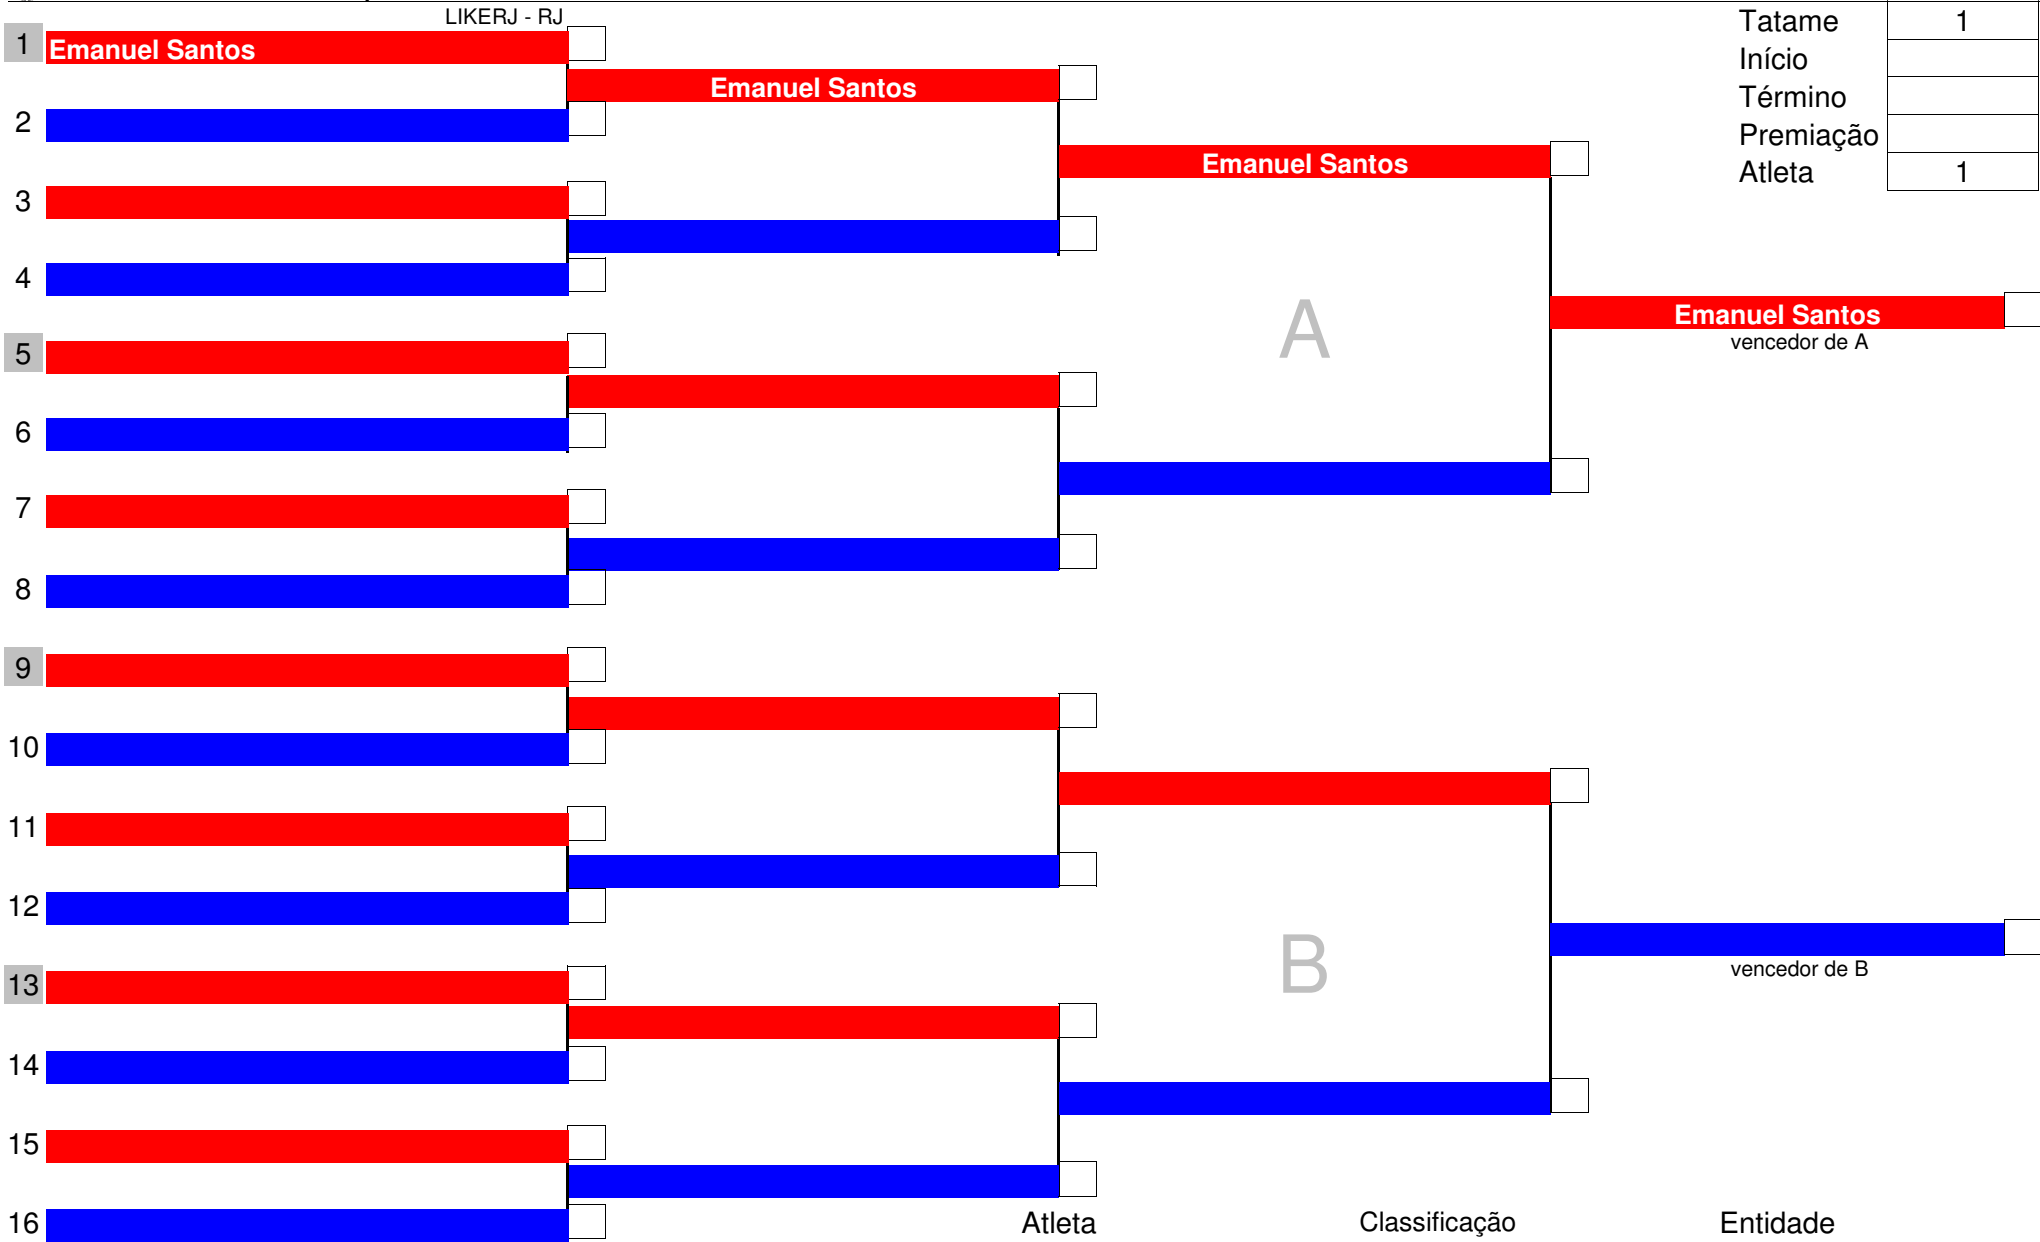 LIKERJ - RJ
Tatame 1
1 Emanuel Santos
Início
Emanuel Santos
Término
2
Premiação
Emanuel Santos
Atleta 1
3
4
A
Emanuel Santos
vencedor de A
5
6
7
8
9
10
11
12
B
vencedor de B
13
14
15
16
Atleta Classificação Entidade